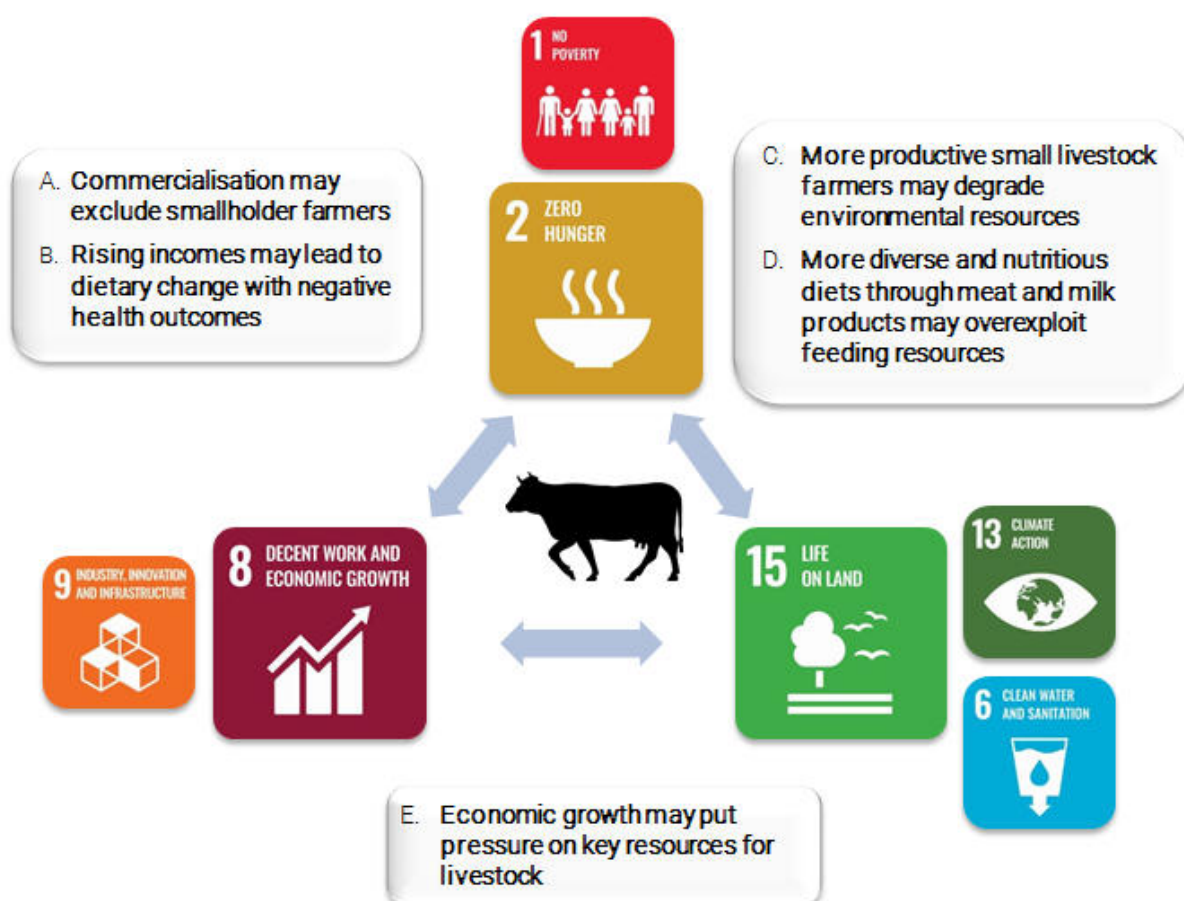 1 NO
POVERTY
A. Commercialisation may
exclude smallholder farmers
B. Rising incomes may lead to
dietary change with negative
health outcomes
2 ZERO
HUNGER
C. More productive small livestock
farmers may degrade
environmental resources
D. More diverse and nutritious
diets through meat and milk
products may overexploit
feeding resources
9 INDUSTRY, INNOVATION
AND INFRASTRUCTURE
8 DECENT WORK AND
ECONOMIC GROWTH
15 LIFE
ON LAND
13 CLIMATE
ACTION
6 CLEAN WATER
AND SANITATION
E. Economic growth may put
pressure on key resources for
livestock